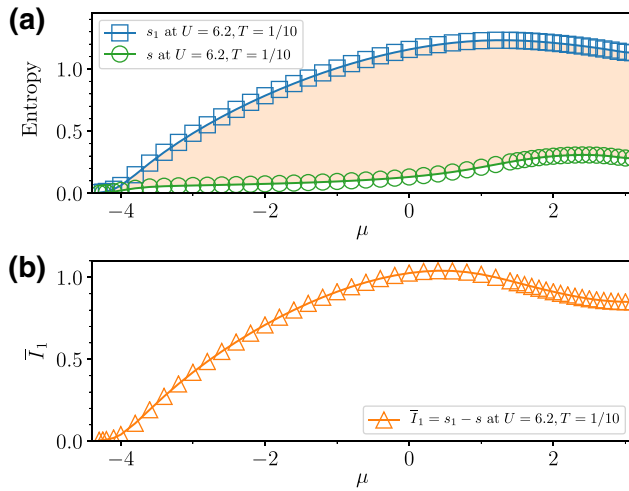 (a)
s₁ at U = 6.2, T = 1/10
s at U = 6.2, T = 1/10
Entropy
1.0
0.5
0.0
−4 −2 0 2
μ
(b)
I̅₁
1.0
0.5
0.0
I̅₁ = s₁ − s at U = 6.2, T = 1/10
−4 −2 0 2
μ